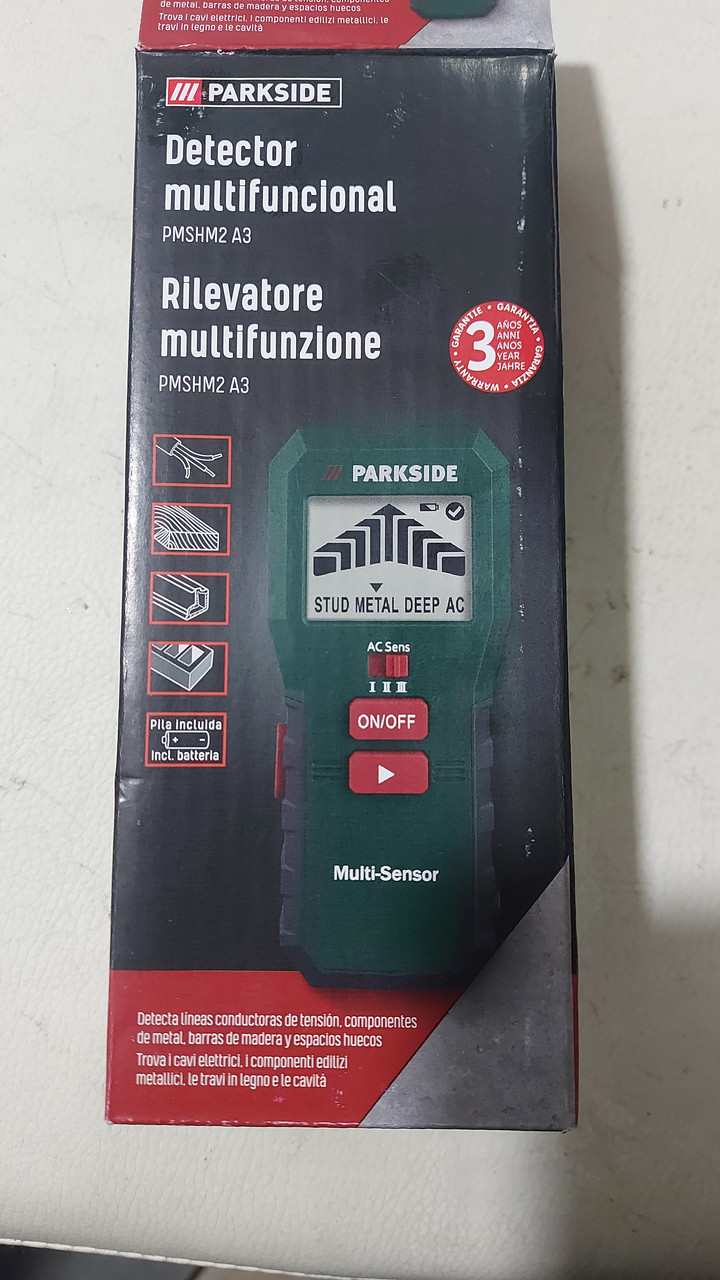 de metal, barras de madera y espacios huecos
Trova i cavi elettrici, i componenti edilizi metallici, le
travi in legno e le cavità
PARKSIDE
Detector
multifuncional
PMSHM2 A3
Rilevatore
multifunzione
PMSHM2 A3
GARANTIE • GARANTIA • GARANZIA • WARRANTY •
3
AÑOS
ANNI
ANOS
YEAR
JAHRE
PARKSIDE
STUD METAL DEEP AC
AC Sens
I II III
ON/OFF
Pila incluida
+ -
Incl. batteria
Multi-Sensor
Detecta líneas conductoras de tensión, componentes
de metal, barras de madera y espacios huecos
Trova i cavi elettrici, i componenti edilizi
metallici, le travi in legno e le cavità